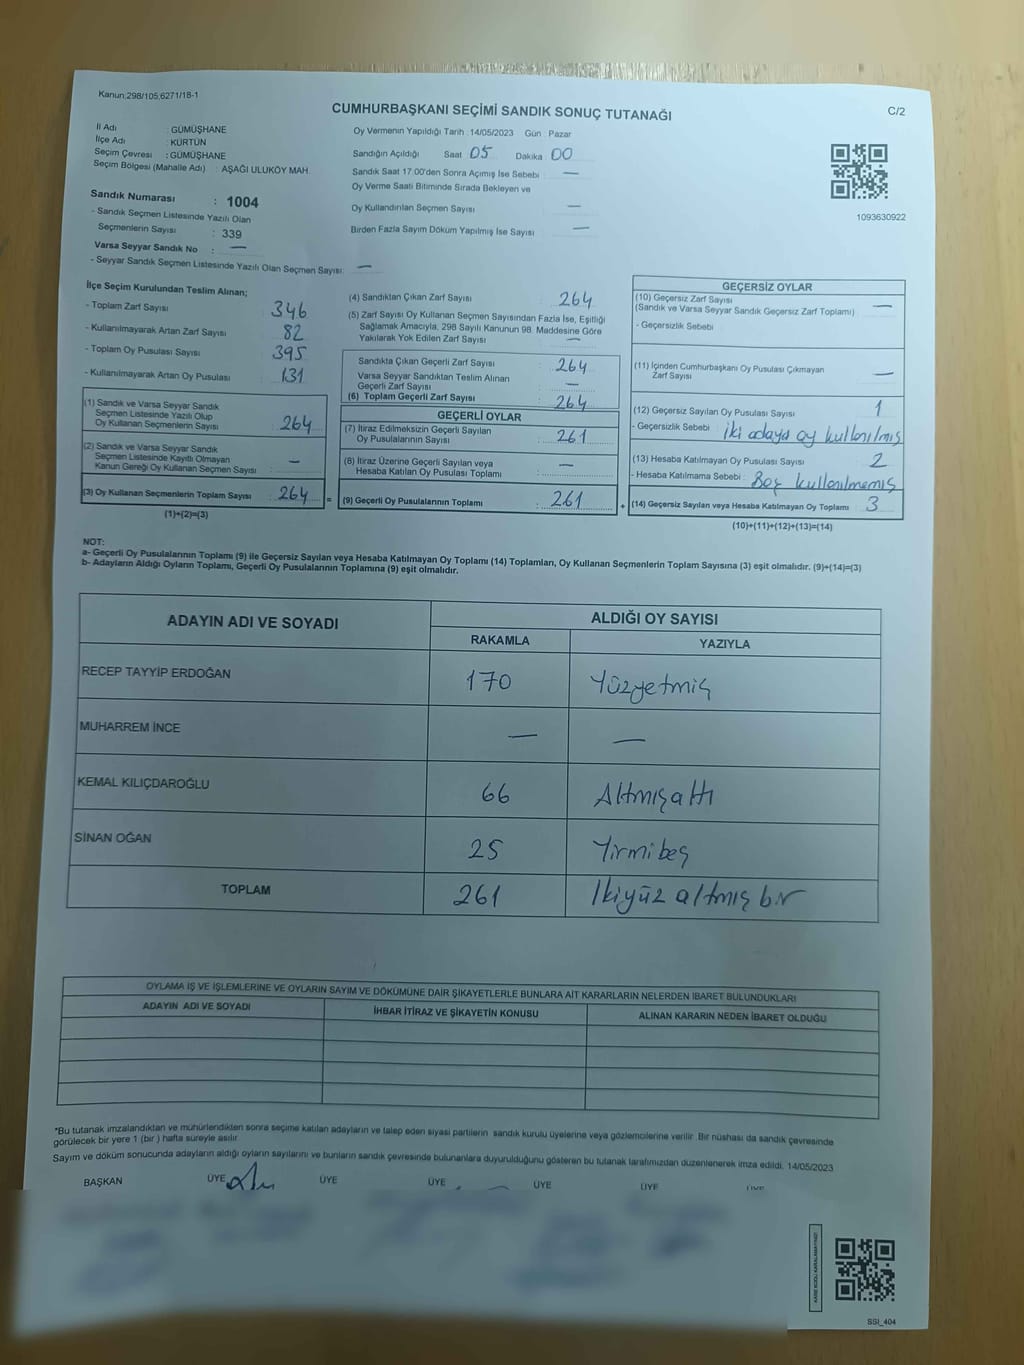 Kanun;298/105;6271/18-1
CUMHURBAŞKANI SEÇİMİ SANDIK SONUÇ TUTANAĞI
C/2
İl Adı : GÜMÜŞHANE
İlçe Adı : KÜRTÜN
Seçim Çevresi : GÜMÜŞHANE
Seçim Bölgesi (Mahalle Adı) : AŞAĞI ULUKÖY MAH.
Sandık Numarası : 1004
- Sandık Seçmen Listesinde Yazılı Olan
Seçmenlerin Sayısı : 339
Varsa Seyyar Sandık No : —
- Seyyar Sandık Seçmen Listesinde Yazılı Olan Seçmen Sayısı: —
Oy Vermenin Yapıldığı Tarih :14/05/2023 Gün : Pazar
Sandığın Açıldığı Saat 05 Dakika 00
Sandık Saat 17:00'den Sonra Açımış İse Sebebi : —
Oy Verme Saati Bitiminde Sırada Bekleyen ve
Oy Kullandırılan Seçmen Sayısı : —
Birden Fazla Sayım Döküm Yapılmış İse Sayısı : —
1093630922
İlçe Seçim Kurulundan Teslim Alınan;
- Toplam Zarf Sayısı : 346
- Kullanılmayarak Artan Zarf Sayısı : 82
- Toplam Oy Pusulası Sayısı : 395
- Kullanılmayarak Artan Oy Pusulası : 131
(1) Sandık ve Varsa Seyyar Sandık
Seçmen Listesinde Yazılı Olup
Oy Kullanan Seçmenlerin Sayısı : 264
(2) Sandık ve Varsa Seyyar Sandık
Seçmen Listesinde Kayıtlı Olmayan
Kanun Gereği Oy Kullanan Seçmen Sayısı : —
(3) Oy Kullanan Seçmenlerin Toplam Sayısı : 264 =
(1)+(2)=(3)
(4) Sandıktan Çıkan Zarf Sayısı : 264
(5) Zarf Sayısı Oy Kullanan Seçmen Sayısından Fazla İse, Eşitliği
Sağlamak Amacıyla, 298 Sayılı Kanunun 98. Maddesine Göre
Yakılarak Yok Edilen Zarf Sayısı : —
Sandıkta Çıkan Geçerli Zarf Sayısı : 264
Varsa Seyyar Sandıktan Teslim Alınan
Geçerli Zarf Sayısı : —
(6) Toplam Geçerli Zarf Sayısı : 264
GEÇERLİ OYLAR
(7) İtiraz Edilmeksizin Geçerli Sayılan
Oy Pusulalarının Sayısı : 261
(8) İtiraz Üzerine Geçerli Sayılan veya
Hesaba Katılan Oy Pusulası Toplamı : —
(9) Geçerli Oy Pusulalarının Toplamı : 261 +
GEÇERSİZ OYLAR
(10) Geçersiz Zarf Sayısı : —
(Sandık ve Varsa Seyyar Sandık Geçersiz Zarf Toplamı)
- Geçersizlik Sebebi :
(11) İçinden Cumhurbaşkanı Oy Pusulası Çıkmayan
Zarf Sayısı : —
(12) Geçersiz Sayılan Oy Pusulası Sayısı : 1
- Geçersizlik Sebebi : İki adaya oy kullanılmış
(13) Hesaba Katılmayan Oy Pusulası Sayısı : 2
- Hesaba Katılmama Sebebi : Boş kullanılmamış
(14) Geçersiz Sayılan veya Hesaba Katılmayan Oy Toplamı : 3
(10)+(11)+(12)+(13)=(14)
NOT:
a- Geçerli Oy Pusulalarının Toplamı (9) ile Geçersiz Sayılan veya Hesaba Katılmayan Oy Toplamı (14) Toplamları, Oy Kullanan Seçmenlerin Toplam Sayısına (3) eşit olmalıdır. (9)+(14)=(3)
b- Adayların Aldığı Oyların Toplamı, Geçerli Oy Pusulalarının Toplamına (9) eşit olmalıdır.
ADAYIN ADI VE SOYADI
ALDIĞI OY SAYISI
RAKAMLA YAZIYLA
RECEP TAYYİP ERDOĞAN 170 Yüzyetmiş
MUHARREM İNCE — —
KEMAL KILIÇDAROĞLU 66 Altmışaltı
SİNAN OĞAN 25 Yirmibeş
TOPLAM 261 İkiyüz altmış bir
OYLAMA İŞ VE İŞLEMLERİNE VE OYLARIN SAYIM VE DÖKÜMÜNE DAİR ŞİKAYETLERLE BUNLARA AİT KARARLARIN NELERDEN İBARET BULUNDUKLARI
ADAYIN ADI VE SOYADI İHBAR İTİRAZ VE ŞİKAYETİN KONUSU ALINAN KARARIN NEDEN İBARET OLDUĞU
*Bu tutanak imzalandıktan ve mühürlendikten sonra seçime katılan adayların ve talep eden siyasi partilerin sandık kurulu üyelerine veya gözlemcilerine verilir. Bir nüshası da sandık çevresinde
görülecek bir yere 1 (bir ) hafta süreyle asılır.
Sayım ve döküm sonucunda adayların aldığı oyların sayılarını ve bunların sandık çevresinde bulunanlara duyurulduğunu gösteren bu tutanak tarafımızdan düzenlenerek imza edildi. 14/05/2023
BAŞKAN ÜYE ÜYE ÜYE ÜYE ÜYE ÜYE
SSI_404